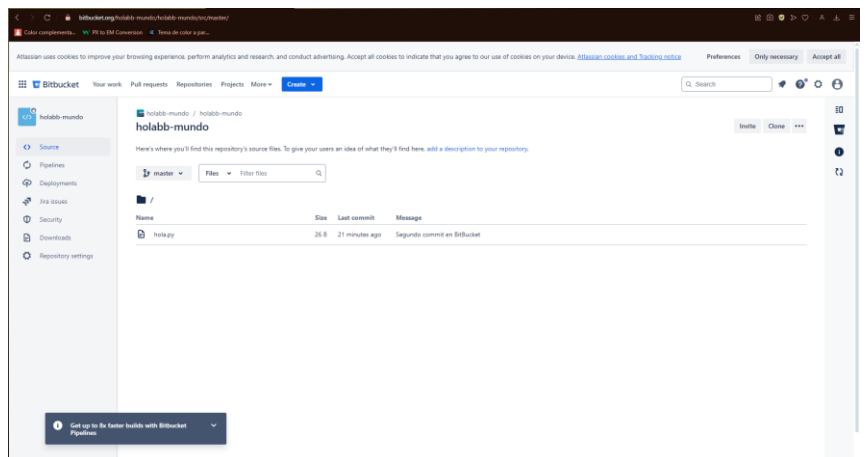 bitbucket.org/holabb-mundo/holabb-mundo/src/master/
Color complementa... PX to EM Conversion Tema de color a par...
Atlassian uses cookies to improve your browsing experience, perform analytics and research, and conduct advertising. Accept all cookies to indicate that you agree to our use of cookies on your device. Atlassian cookies and Tracking notice Preferences Only necessary Accept all
Bitbucket Your work Pull requests Repositories Projects More Create Search
holabb-mundo
Source
Pipelines
Deployments
Jira issues
Security
Downloads
Repository settings
holabb-mundo / holabb-mundo
holabb-mundo Invite Clone
Here's where you'll find this repository's source files. To give your users an idea of what they'll find here, add a description to your repository.
master Files Filter files
/
Name Size Last commit Message
hola.py 26 B 21 minutes ago Segundo commit en BitBucket
Get up to 8x faster builds with Bitbucket
Pipelines